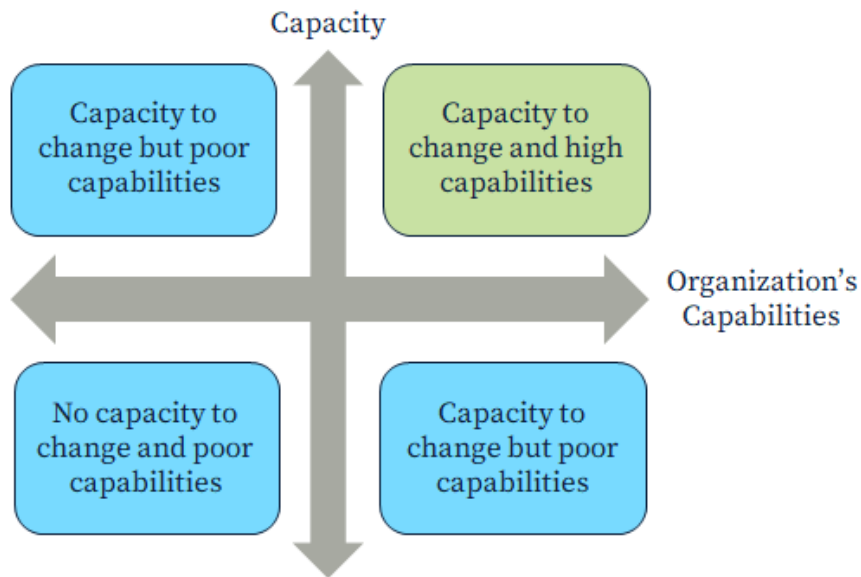 Capacity
Capacity to
change but poor
capabilities
Capacity to
change and high
capabilities
Organization’s
Capabilities
No capacity to
change and poor
capabilities
Capacity to
change but poor
capabilities